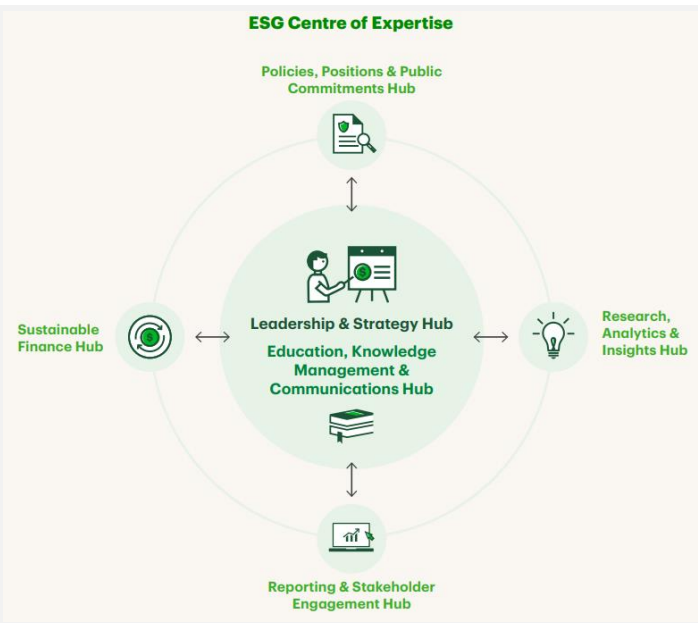 ESG Centre of Expertise
Policies, Positions & Public
Commitments Hub
Leadership & Strategy Hub
Education, Knowledge
Management &
Communications Hub
Sustainable
Finance Hub
Research,
Analytics &
Insights Hub
Reporting & Stakeholder
Engagement Hub